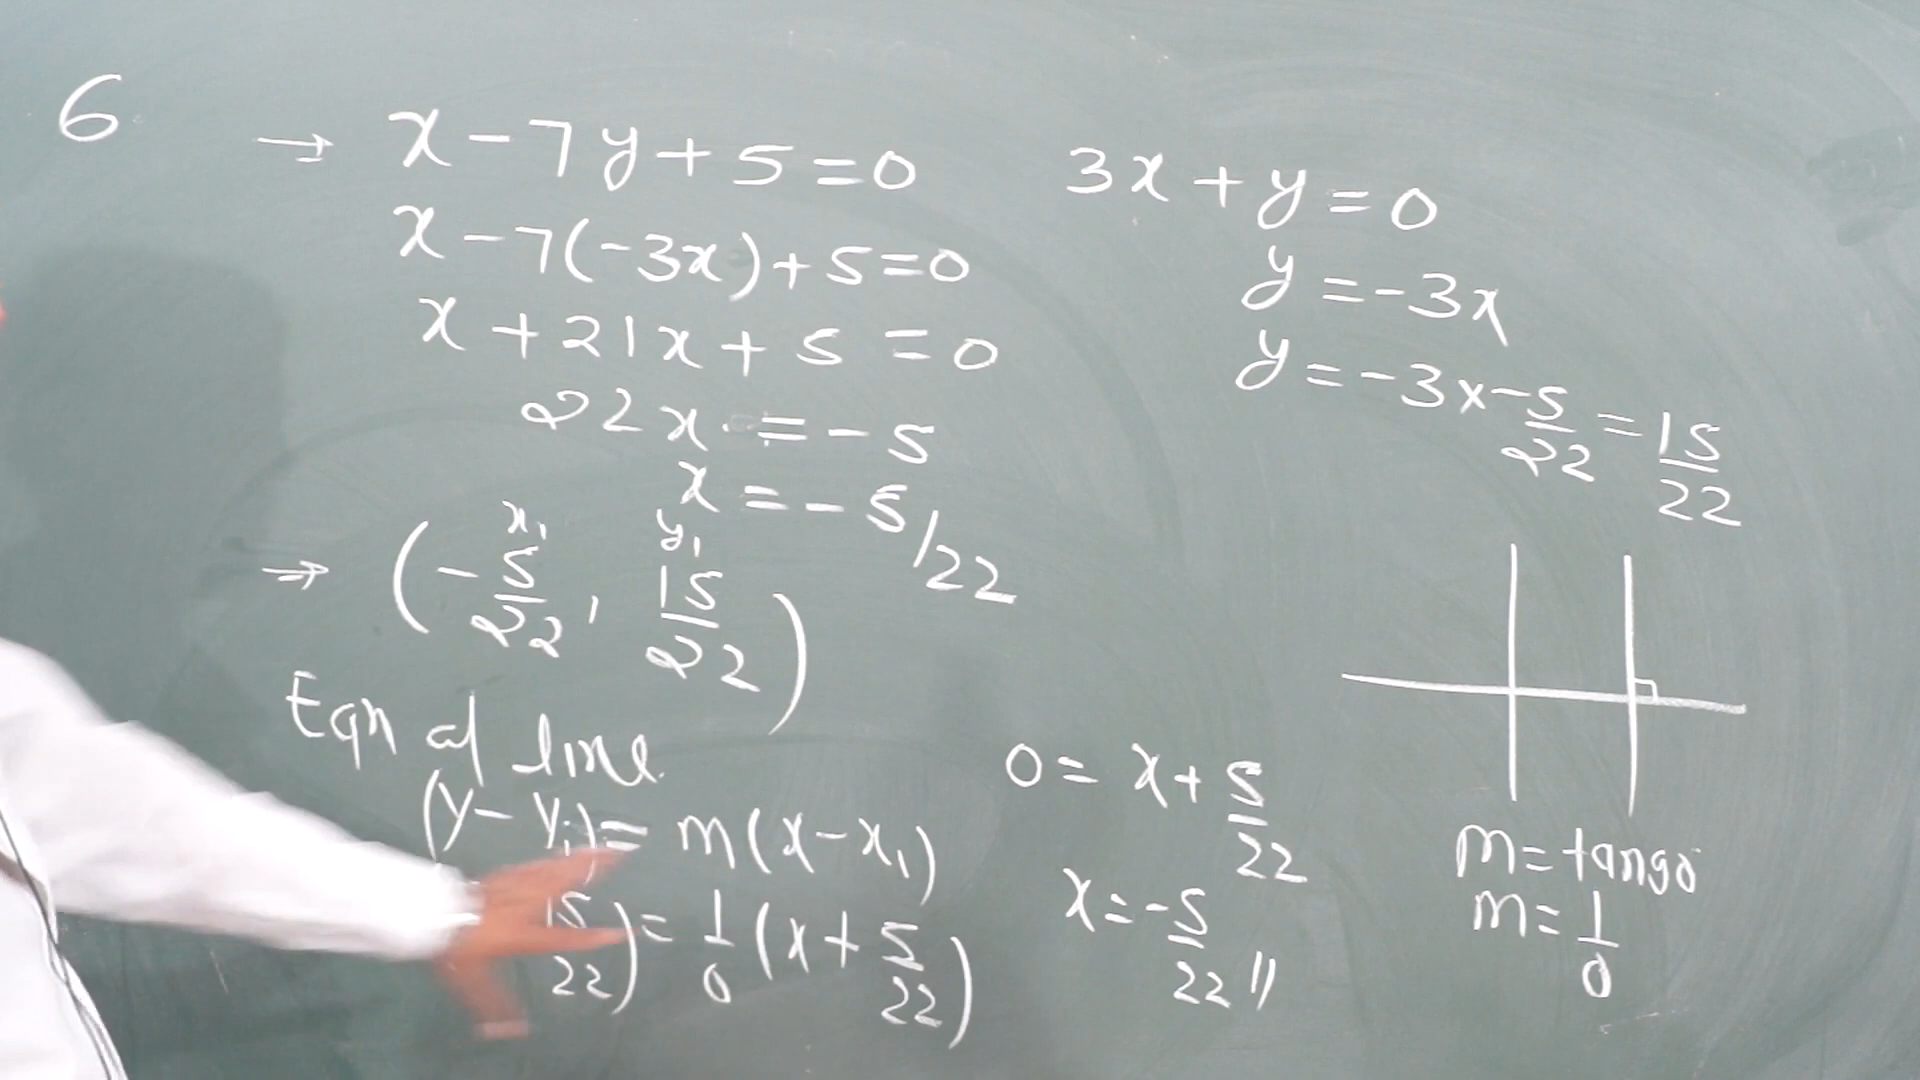 6
→ x - 7y + 5 = 0
x - 7(-3x) + 5 = 0
x + 21x + 5 = 0
22x = -5
x = -5/22
x₁ y₁
→ (-5/22, 15/22)
Eqn of line
(y - y₁) = m(x - x₁)
15/22) = 1/0 (x + 5/22)
3x + y = 0
y = -3x
y = -3 x -5/22 = 15/22
0 = x + 5/22
x = -5/22 //
m = tan90
m = 1/0